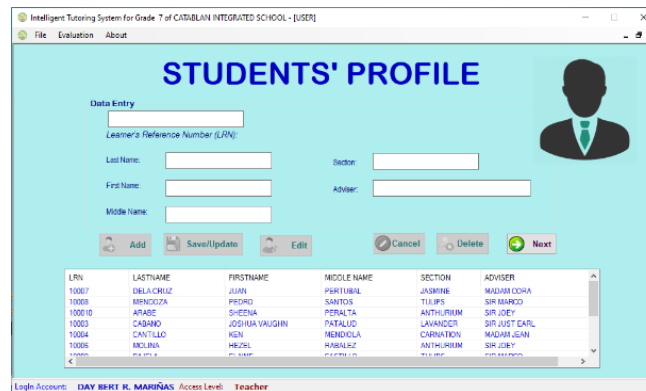 Intelligent Tutoring System for Grade 7 of CATABLAN INTEGRATED SCHOOL - [USER]
File Evaluation About
STUDENTS' PROFILE
Data Entry
Learner's Reference Number (LRN):
Last Name: Section:
First Name: Adviser:
Middle Name:
Add Save/Update Edit Cancel Delete Next
LRN LASTNAME FIRSTNAME MIDDLE NAME SECTION ADVISER
10007 DELA CRUZ JUAN PERTUBAL JASMINE MADAM CORA
10008 MENDOZA PEDRO SANTOS TULIPS SIR MARCO
100010 ARABE SHEENA PERALTA ANTHURIUM SIR JOEY
10003 CABANO JOSHUA VAUGHN PATALUD LAVANDER SIR JUST EARL
10004 CANTILLO KEN MENDIOLA CARNATION MADAM JEAN
10006 MOLINA HEZEL RABALEZ ANTHURIUM SIR JOEY
LogIn Account: DAY BERT R. MARIÑAS Access Level: Teacher